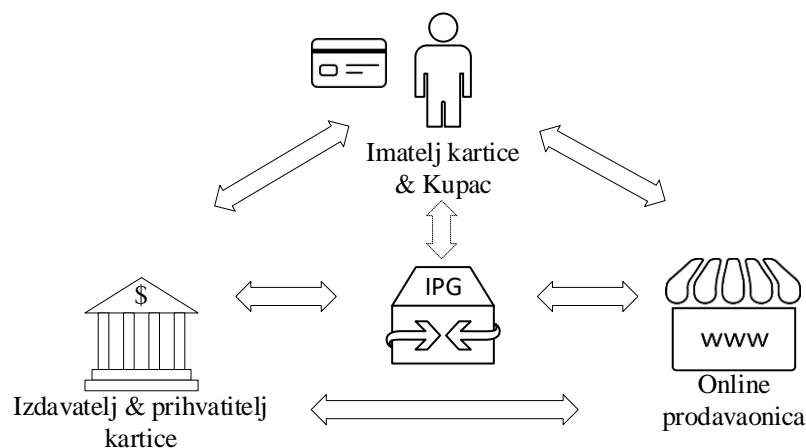 Imatelj kartice
& Kupac
$
IPG
www
Izdavatelj & prihvatitelj
kartice
Online
prodavaonica